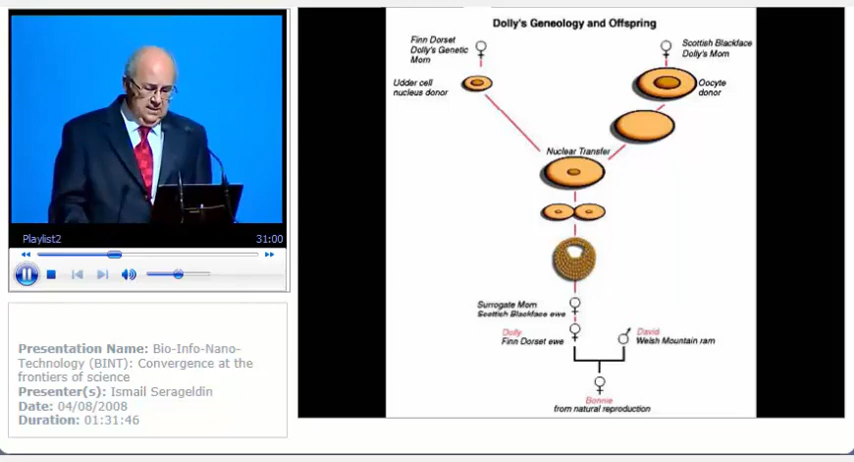 Playlist2
31:00
Presentation Name: Bio-Info-Nano-
Technology (BINT): Convergence at the
frontiers of science
Presenter(s): Ismail Serageldin
Date: 04/08/2008
Duration: 01:31:46
Dolly's Geneology and Offspring
Finn Dorset
Dolly's Genetic
Mom
Scottish Blackface
Dolly's Mom
Udder cell
nucleus donor
Oocyte
donor
Nuclear Transfer
Surrogate Mom
Scottish Blackface ewe
Dolly
Finn Dorset ewe
David
Welsh Mountain ram
Bonnie
from natural reproduction